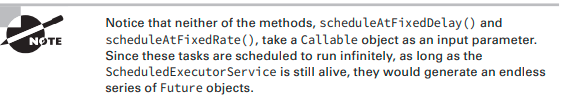 NOTE
Notice that neither of the methods, scheduleAtFixedDelay() and
scheduleAtFixedRate(), take a Callable object as an input parameter.
Since these tasks are scheduled to run infinitely, as long as the
ScheduledExecutorService is still alive, they would generate an endless
series of Future objects.